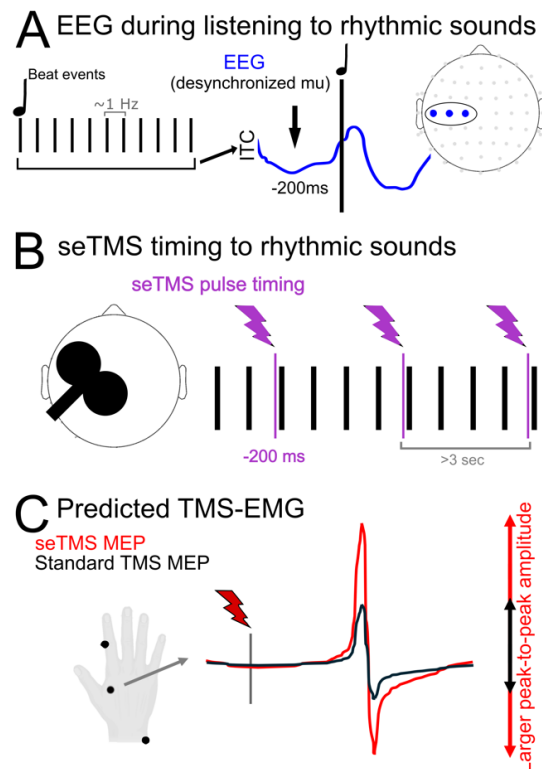 A EEG during listening to rhythmic sounds
Beat events
~1 Hz
EEG
(desynchronized mu)
ITC
-200ms
B seTMS timing to rhythmic sounds
seTMS pulse timing
-200 ms
>3 sec
C Predicted TMS-EMG
seTMS MEP
Standard TMS MEP
Larger peak-to-peak amplitude